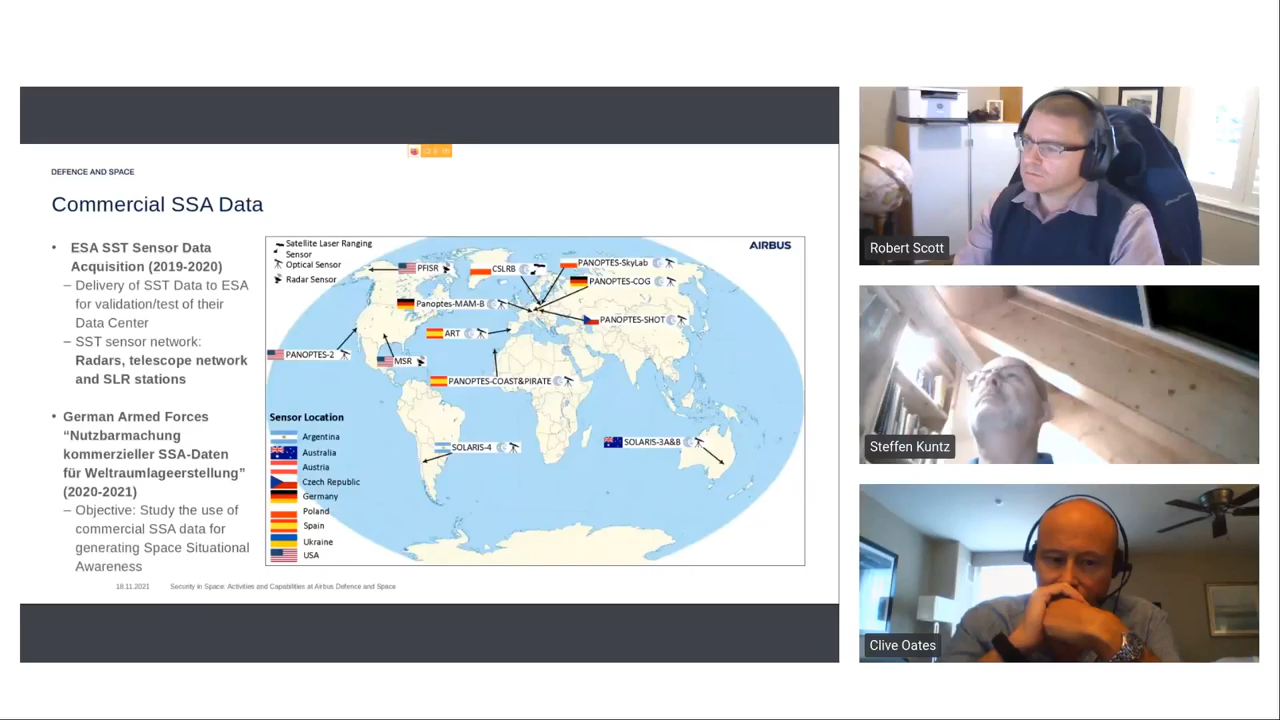 DEFENCE AND SPACE
Commercial SSA Data
• ESA SST Sensor Data
Acquisition (2019-2020)
– Delivery of SST Data to ESA
for validation/test of their
Data Center
– SST sensor network:
Radars, telescope network
and SLR stations
• German Armed Forces
“Nutzbarmachung
kommerzieller SSA-Daten
für Weltraumlageerstellung”
(2020-2021)
– Objective: Study the use of
commercial SSA data for
generating Space Situational
Awareness
Satellite Laser Ranging
Sensor
Optical Sensor
Radar Sensor
AIRBUS
PFISR
CSLRB
PANOPTES-SkyLab
PANOPTES-COG
Panoptes-MAM-B
PANOPTES-SHOT
ART
PANOPTES-2
MSR
PANOPTES-COAST&PIRATE
SOLARIS-4
SOLARIS-3A&B
Sensor Location
Argentina
Australia
Austria
Czech Republic
Germany
Poland
Spain
Ukraine
USA
18.11.2021 Security in Space: Activities and Capabilities at Airbus Defence and Space
Robert Scott
Steffen Kuntz
Clive Oates